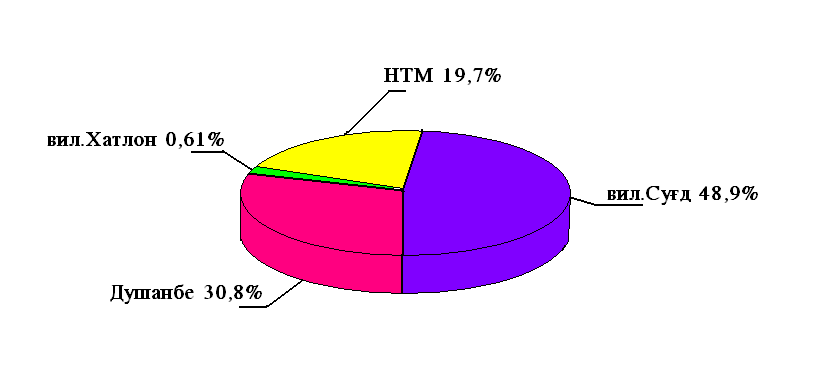 НТМ 19,7%
вил.Хатлон 0,61%
вил.Суғд 48,9%
Душанбе 30,8%